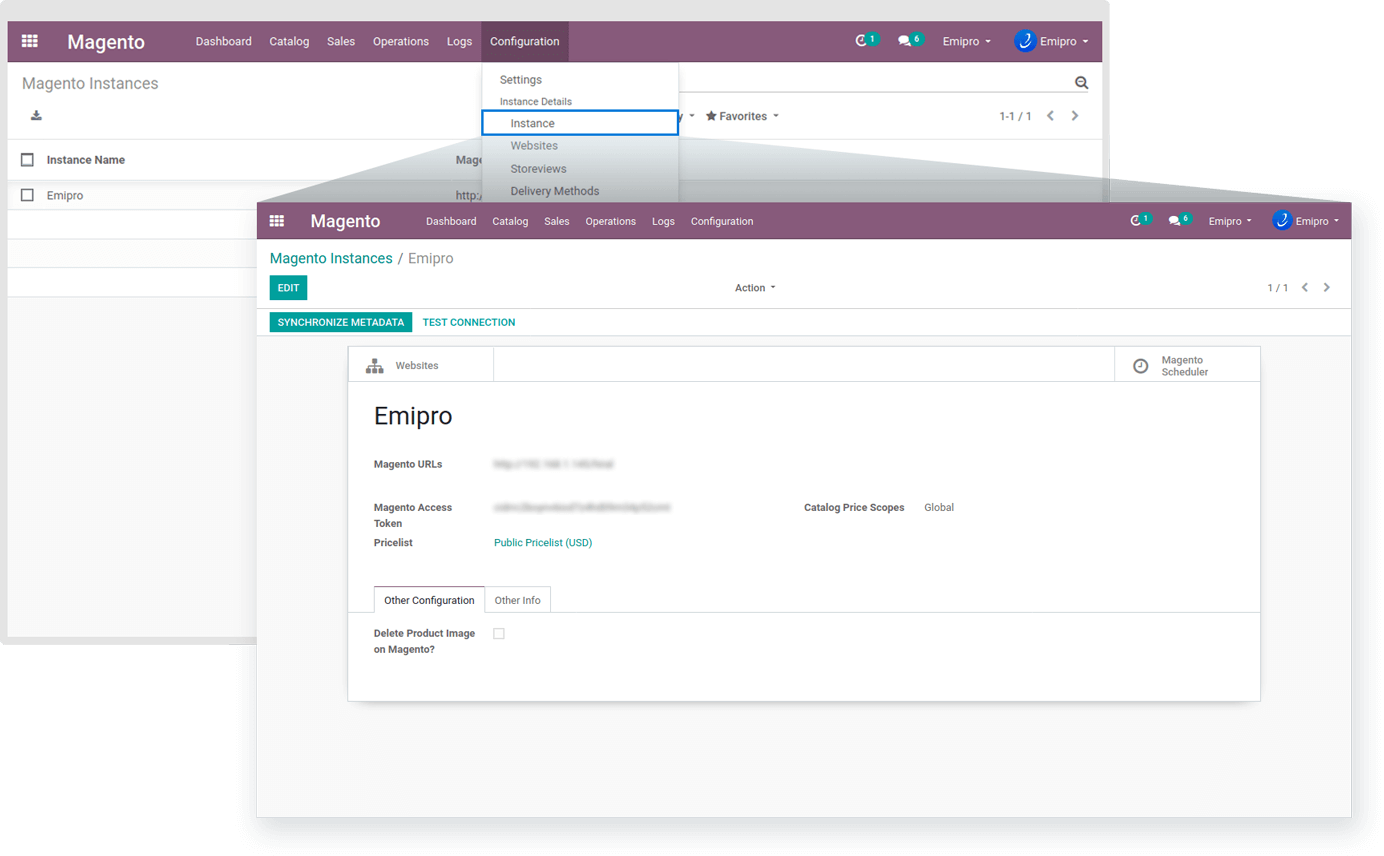 Magento Dashboard Catalog Sales Operations Logs Configuration 1 6 Emipro Emipro
Magento Instances
Settings
Instance Details
Instance
Websites
Storeviews
Delivery Methods
Favorites 1-1 / 1
Instance Name
Emipro http:/
Magento Dashboard Catalog Sales Operations Logs Configuration 1 6 Emipro Emipro
Magento Instances / Emipro
EDIT Action 1 / 1
SYNCHRONIZE METADATA TEST CONNECTION
Websites
Magento
Scheduler
Emipro
Magento URLs
Magento Access
Token
Catalog Price Scopes Global
Pricelist Public Pricelist (USD)
Other Configuration Other Info
Delete Product Image
on Magento?